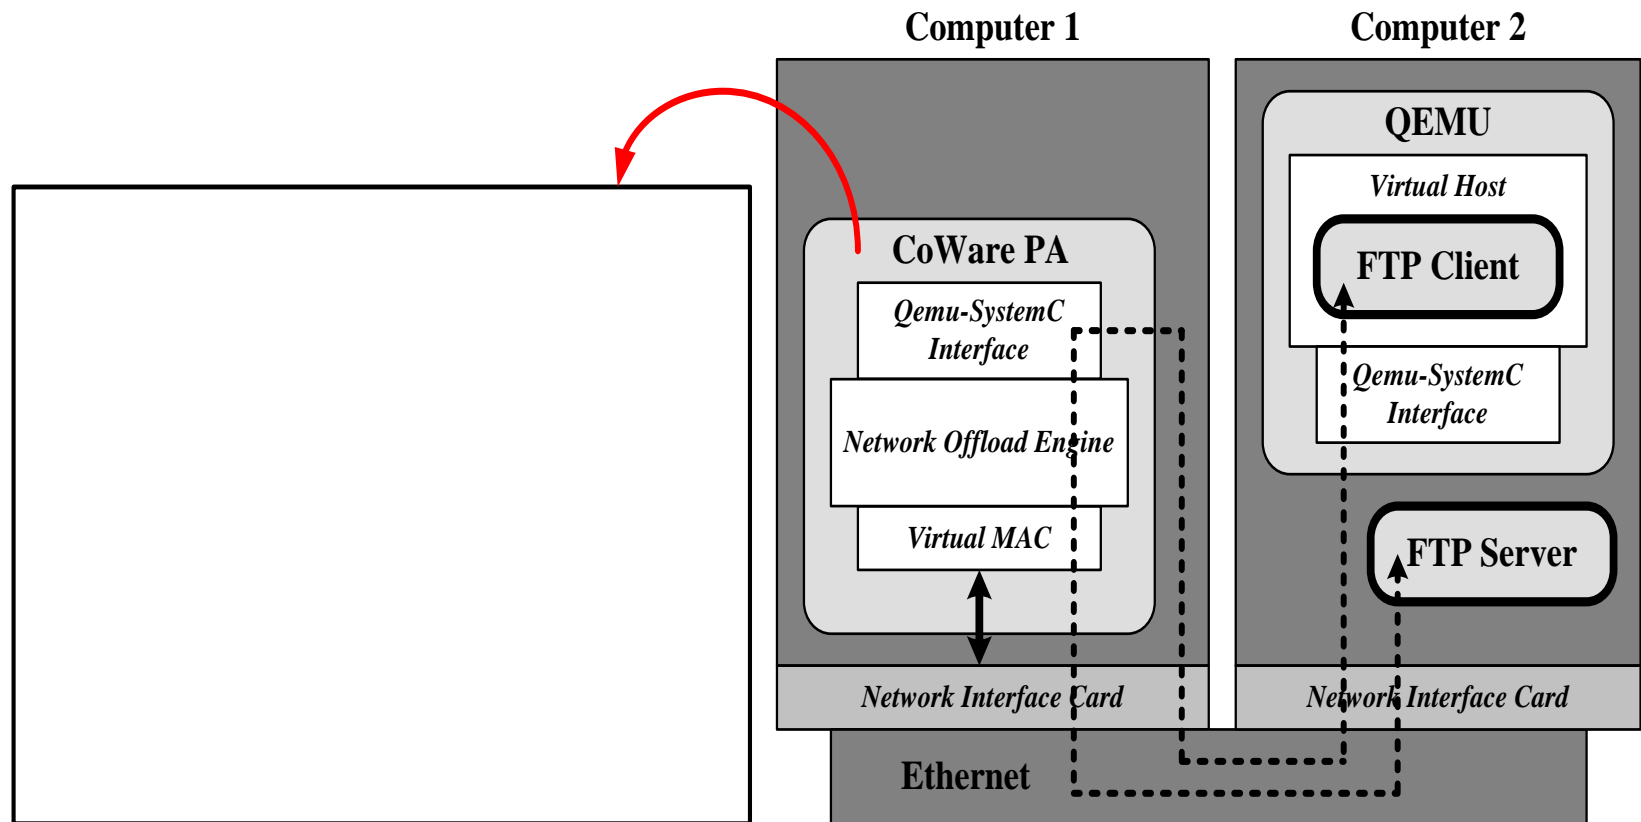 Computer 1
Computer 2
CoWare PA
Qemu-SystemC
Interface
Network Offload Engine
Virtual MAC
Network Interface Card
QEMU
Virtual Host
FTP Client
Qemu-SystemC
Interface
FTP Server
Network Interface Card
Ethernet